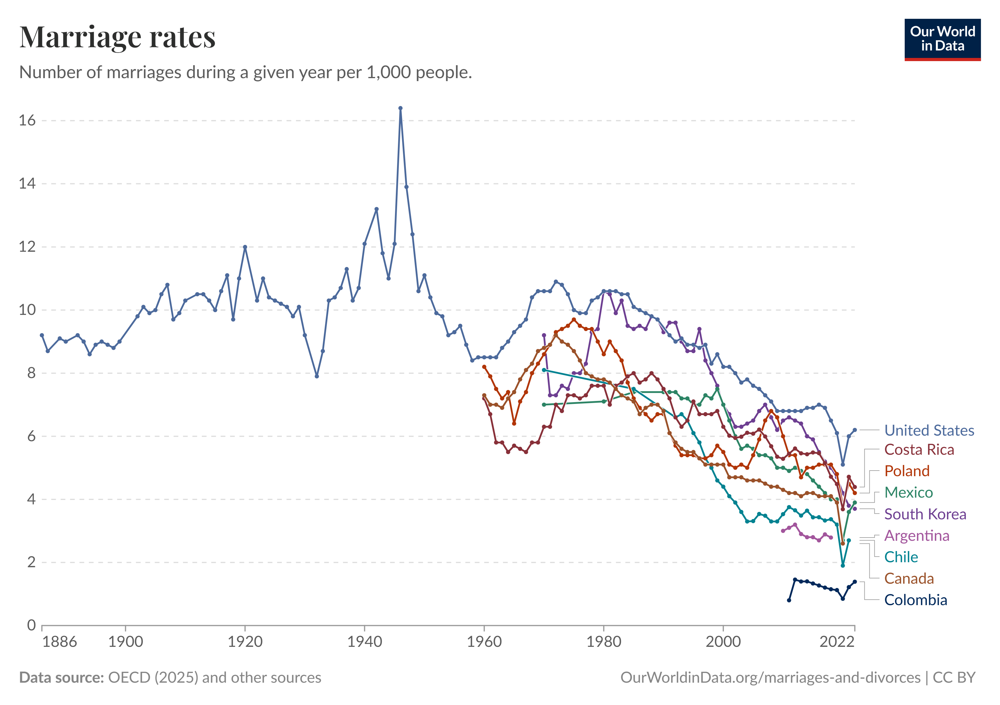 Marriage rates
Our World
in Data
Number of marriages during a given year per 1,000 people.
16
14
12
10
8
6
4
2
0
United States
Costa Rica
Poland
Mexico
South Korea
Argentina
Chile
Canada
Colombia
1886 1900 1920 1940 1960 1980 2000 2022
Data source: OECD (2025) and other sources
OurWorldinData.org/marriages-and-divorces | CC BY